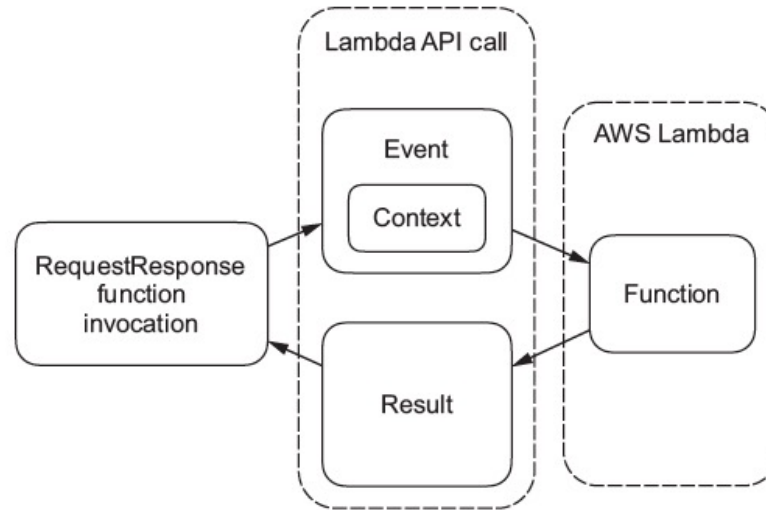 Lambda API call
Event
Context
AWS Lambda
RequestResponse
function
invocation
Function
Result